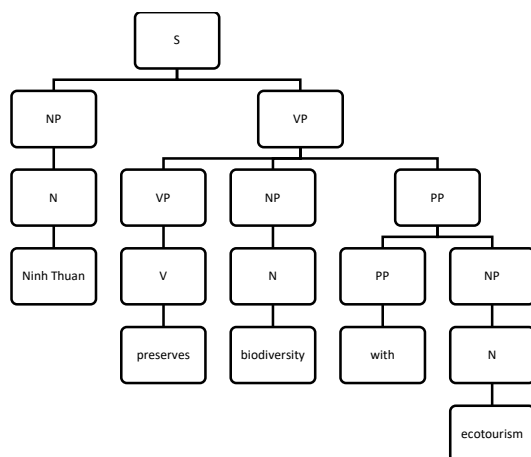 S
NP
VP
N
VP
NP
PP
Ninh Thuan
V
N
PP
NP
preserves
biodiversity
with
N
ecotourism